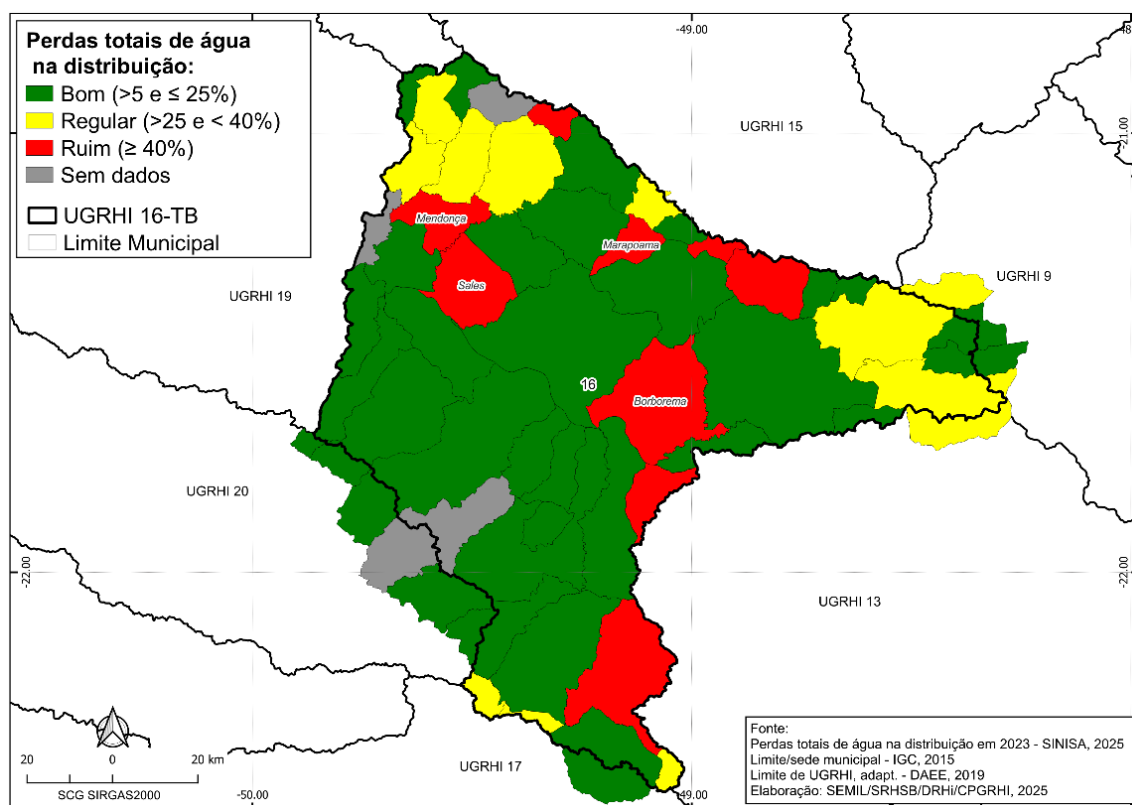 Perdas totais de água
na distribuição:
Bom (>5 e ≤ 25%)
Regular (>25 e < 40%)
Ruim (≥ 40%)
Sem dados
UGRHI 16-TB
Limite Municipal
-49.00
-48
UGRHI 15
-21.00
Mendonça
Marapoama
UGRHI 9
Sales
UGRHI 19
16
Borborema
UGRHI 20
-22.00
-22.00
UGRHI 13
20 0 20 km
SCG SIRGAS2000
UGRHI 17
-50.00
-49.00
Fonte:
Perdas totais de água na distribuição em 2023 - SINISA, 2025
Limite/sede municipal - IGC, 2015
Limite de UGRHI, adapt. - DAEE, 2019
Elaboração: SEMIL/SRHSB/DRHi/CPGRHI, 2025